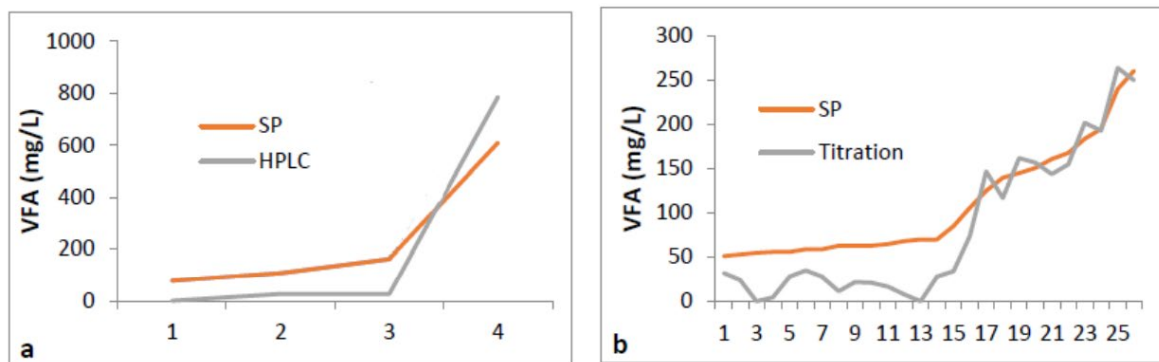 1000
800
600
400
200
0
VFA (mg/L)
SP
HPLC
1 2 3 4
a
300
250
200
150
100
50
0
VFA (mg/L)
SP
Titration
1 3 5 7 9 11 13 15 17 19 21 23 25
b